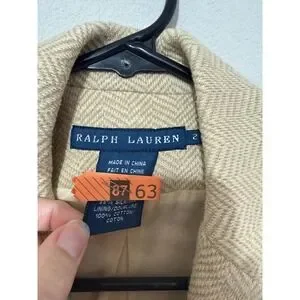 RALPH LAUREN 2
MADE IN CHINA
FAIT EN CHINE
87 63
LINING/DOUBLURE
100% COTTON/
COTON